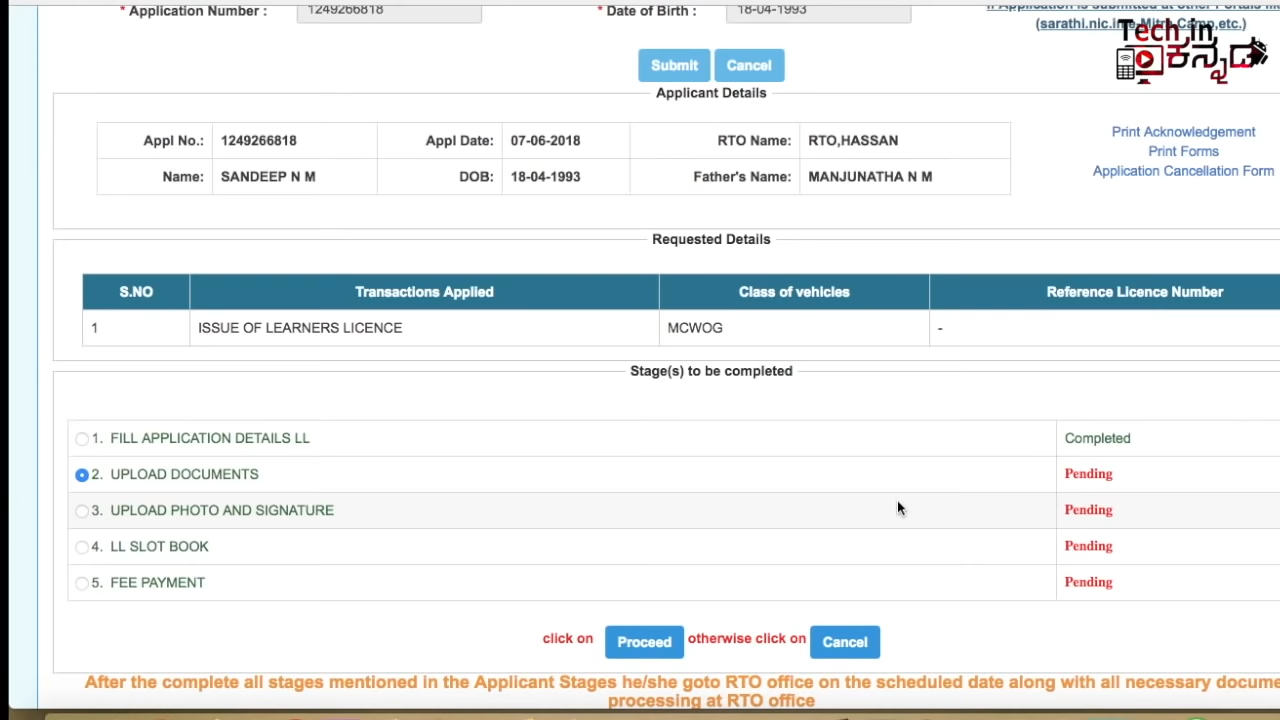 * Application Number : 1249266818 * Date of Birth : 18-04-1993
(sarathi.nic.in
Tech in
ಕನ್ನಡ
Submit Cancel
Applicant Details
Appl No.: 1249266818 Appl Date: 07-06-2018 RTO Name: RTO,HASSAN
Name: SANDEEP N M DOB: 18-04-1993 Father's Name: MANJUNATHA N M
Print Acknowledgement
Print Forms
Application Cancellation Form
Requested Details
S.NO Transactions Applied Class of vehicles Reference Licence Number
1 ISSUE OF LEARNERS LICENCE MCWOG -
Stage(s) to be completed
1. FILL APPLICATION DETAILS LL Completed
2. UPLOAD DOCUMENTS Pending
3. UPLOAD PHOTO AND SIGNATURE Pending
4. LL SLOT BOOK Pending
5. FEE PAYMENT Pending
click on Proceed otherwise click on Cancel
After the complete all stages mentioned in the Applicant Stages he/she goto RTO office on the scheduled date along with all necessary docume
processing at RTO office